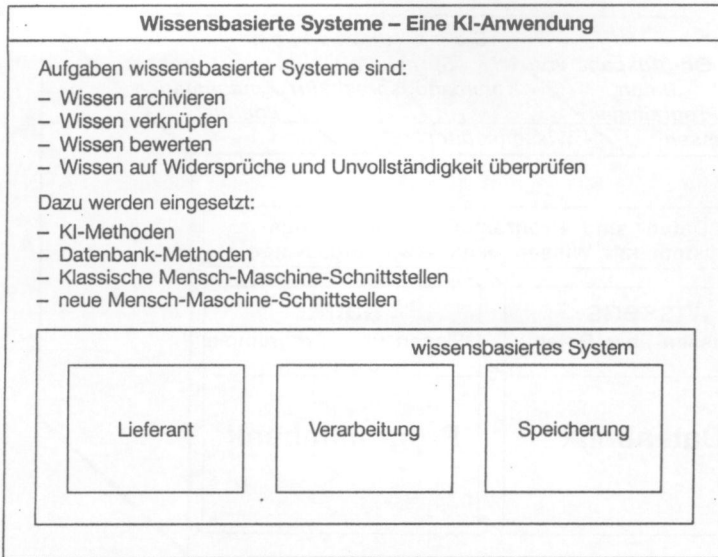 Wissensbasierte Systeme – Eine KI-Anwendung
Aufgaben wissensbasierter Systeme sind:
– Wissen archivieren
– Wissen verknüpfen
– Wissen bewerten
– Wissen auf Widersprüche und Unvollständigkeit überprüfen
Dazu werden eingesetzt:
– KI-Methoden
– Datenbank-Methoden
– Klassische Mensch-Maschine-Schnittstellen
– neue Mensch-Maschine-Schnittstellen
wissensbasiertes System
Lieferant
Verarbeitung
Speicherung